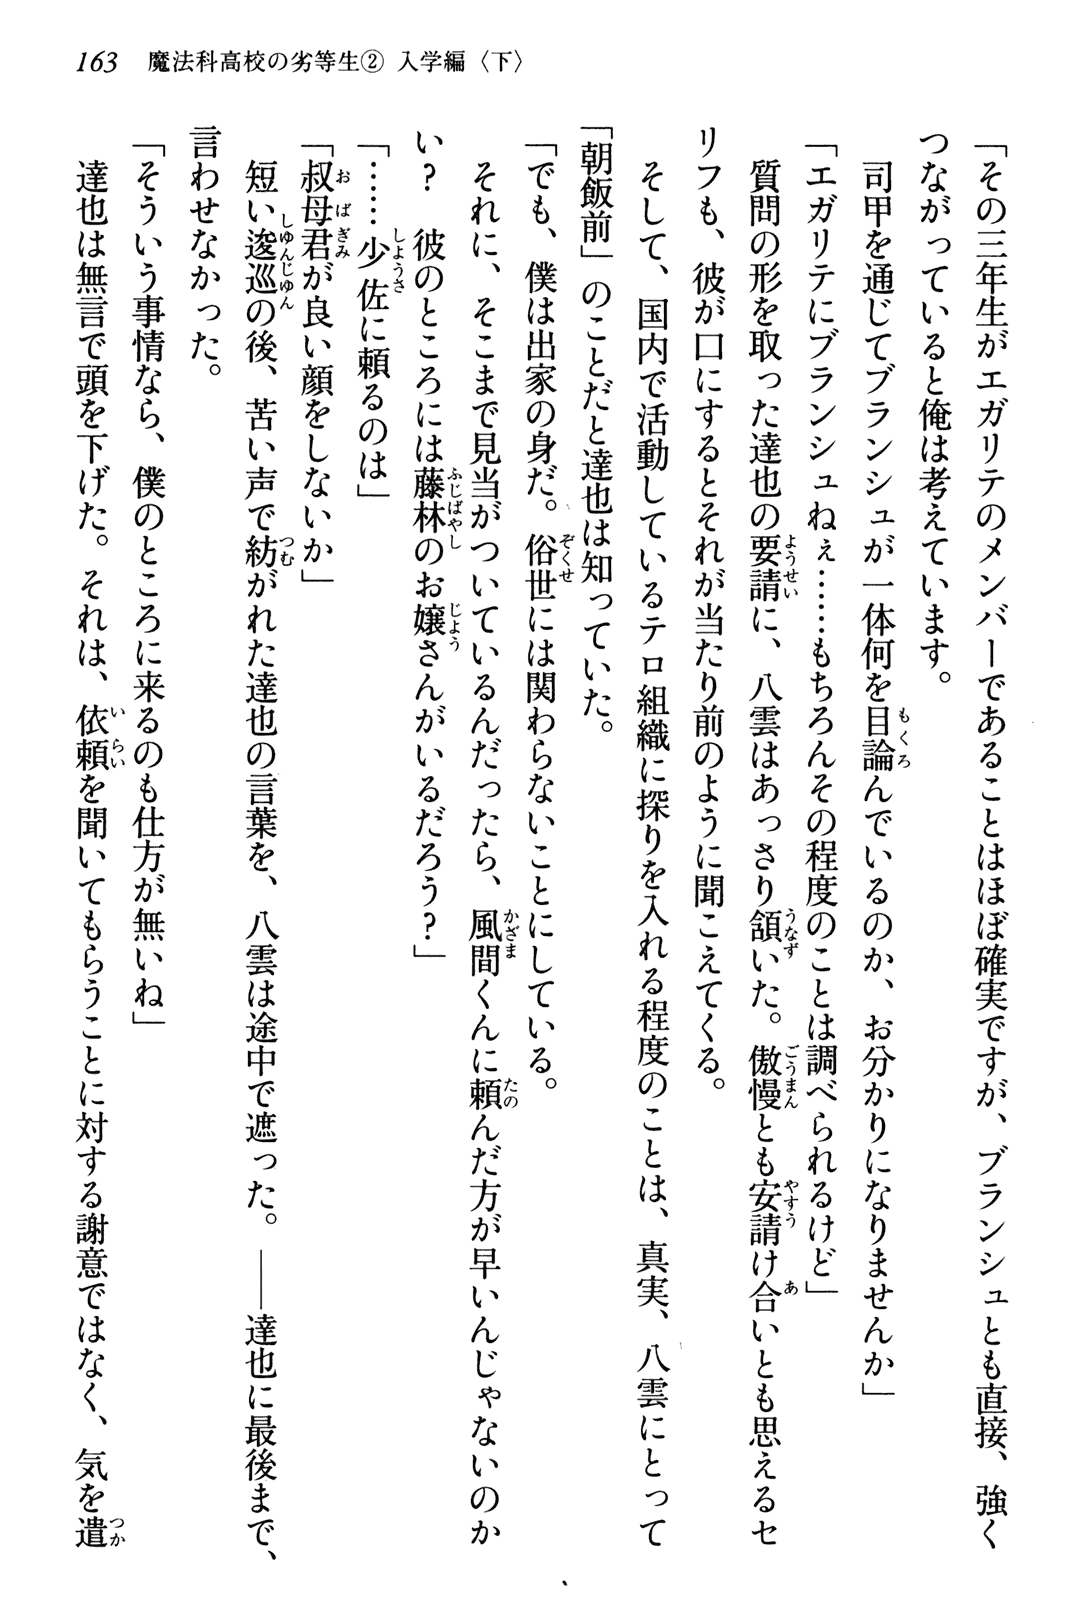 163 魔法科高校の劣等生② 入学編〈下〉
「その三年生がエガリテのメンバーであることはほぼ確実ですが、ブランシュとも直接、強く
つながっていると俺は考えています。
司甲を通じてブランシュが一体何を目論んでいるのか、お分かりになりませんか」
「エガリテにブランシュねぇ……もちろんその程度のことは調べられるけど」
質問の形を取った達也の要請に、八雲はあっさり頷いた。傲慢とも安請け合いとも思えるセ
リフも、彼が口にするとそれが当たり前のように聞こえてくる。
そして、国内で活動しているテロ組織に探りを入れる程度のことは、真実、八雲にとって
「朝飯前」のことだと達也は知っていた。
「でも、僕は出家の身だ。俗世には関わらないことにしている。
それに、そこまで見当がついているんだったら、風間くんに頼んだ方が早いんじゃないのか
い？　彼のところには藤林のお嬢さんがいるだろう？」
「……少佐に頼るのは」
「叔母君が良い顔をしないか」
短い逡巡の後、苦い声で紡がれた達也の言葉を、八雲は途中で遮った。――達也に最後まで、
言わせなかった。
「そういう事情なら、僕のところに来るのも仕方が無いね」
達也は無言で頭を下げた。それは、依頼を聞いてもらうことに対する謝意ではなく、気を遣